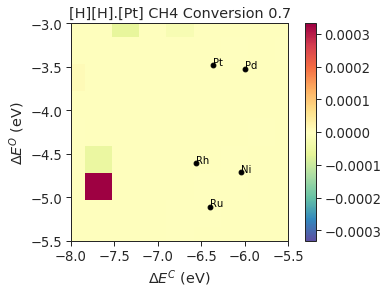 [H][H].[Pt] CH4 Conversion 0.7
−3.0
−3.5
−4.0
−4.5
−5.0
−5.5
ΔE^O (eV)
Pt
Pd
Rh
Ni
Ru
−8.0 −7.5 −7.0 −6.5 −6.0 −5.5
ΔE^C (eV)
0.0003
0.0002
0.0001
0.0000
−0.0001
−0.0002
−0.0003